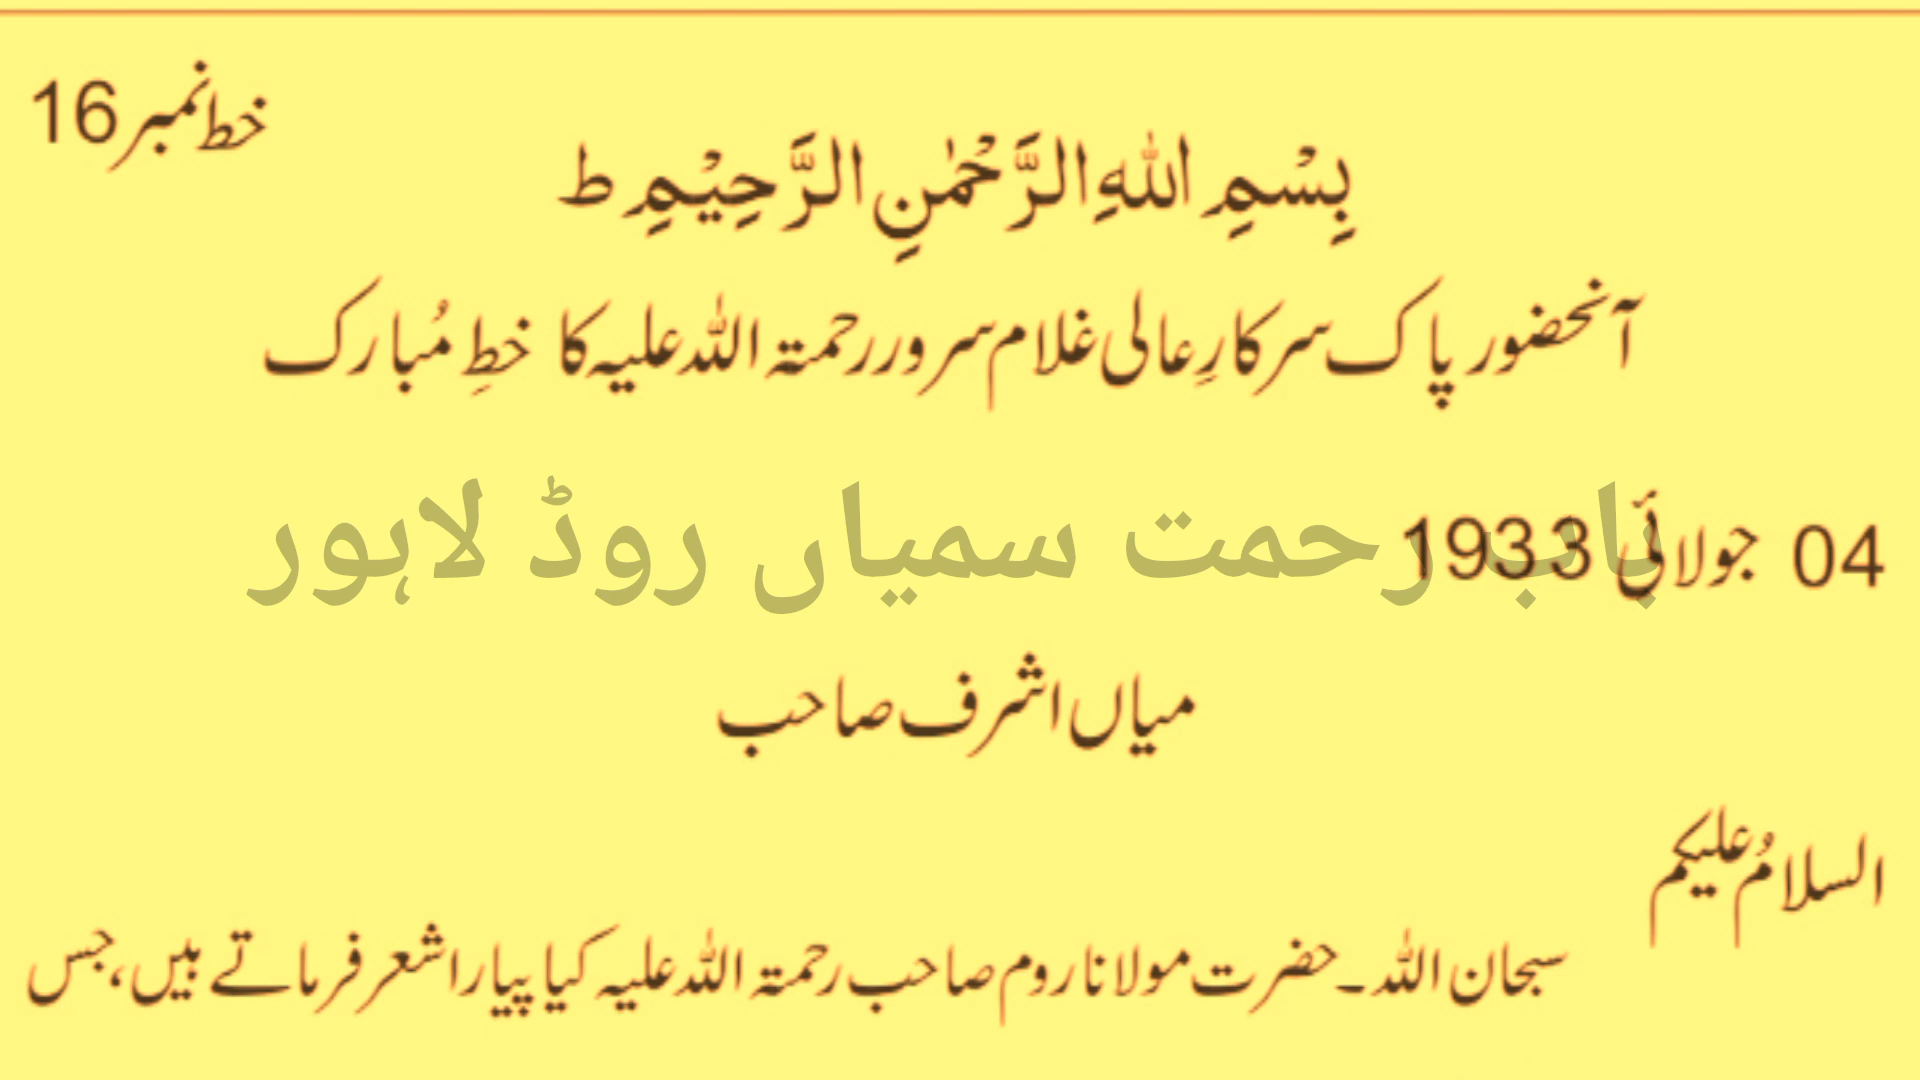 خط نمبر 16
بِسْمِ اللّٰهِ الرَّحْمٰنِ الرَّحِيْمِ ط
آنحضور پاک سرکارِعالی غلام سرور رحمتہ اللہ علیہ کا خطِ مُبارک
04 جولائی 1933
باب رحمت سمیاں روڈ لاہور
میاں اشرف صاحب
السلامُ علیکم
سبحان اللہ۔ حضرت مولانا روم صاحب رحمتہ اللہ علیہ کیا پیارا شعر فرماتے ہیں، جس